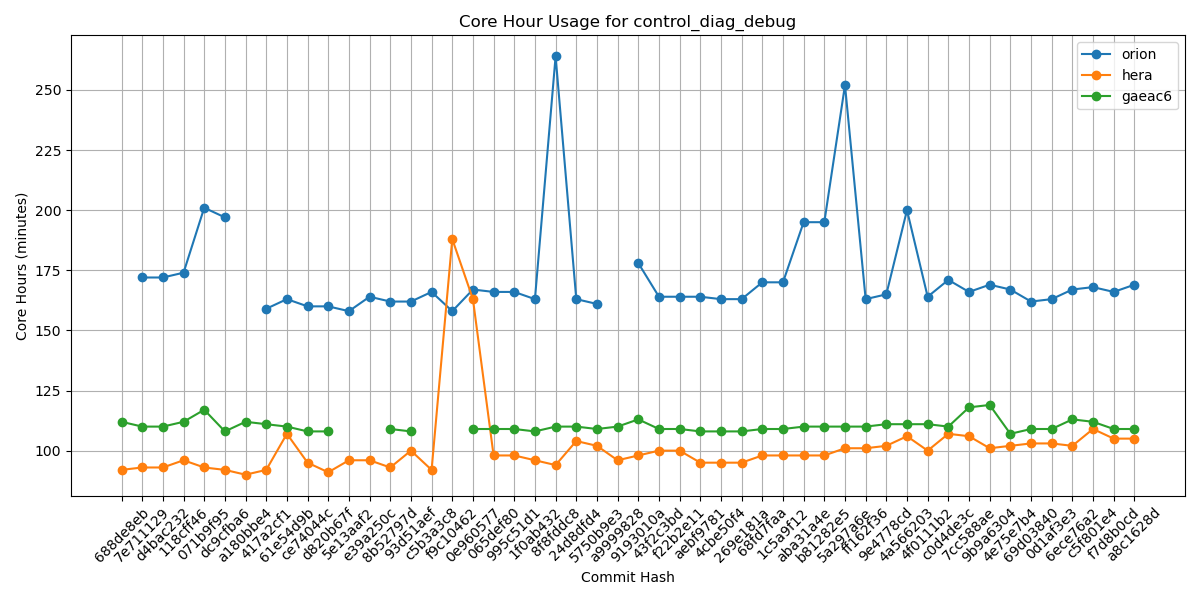 Core Hour Usage for control_diag_debug
orion
hera
gaeac6
Core Hours (minutes)
250
225
200
175
150
125
100
688de8eb
7e711129
d4bac232
118cff46
071b9f95
dc9cfba6
a180bbe4
417a2cf1
61e54d9b
ce74044c
d820b67f
5e13aaf2
e39a250c
8b52797d
93d51aef
c5b3a3c8
f9c10462
0e960577
065def80
995c51d1
1f0ab432
8f8fdfdc8
24d8dfd4
5750b9e3
a9999828
9193010a
43f253bd
f22b2e11
aebf9781
4cbe50f4
269e181a
68fd7faa
1c5a9f12
aba31a4e
b81282e5
5a297a6e
ff162f36
9e4778cd
4a566203
4f011b2
c0d4de3c
7cc588ae
9b9a6304
4e75e7b4
69d03840
0d1af3e3
6ece76a2
c5f801e4
f7d8b0cd
a8c1628d
Commit Hash